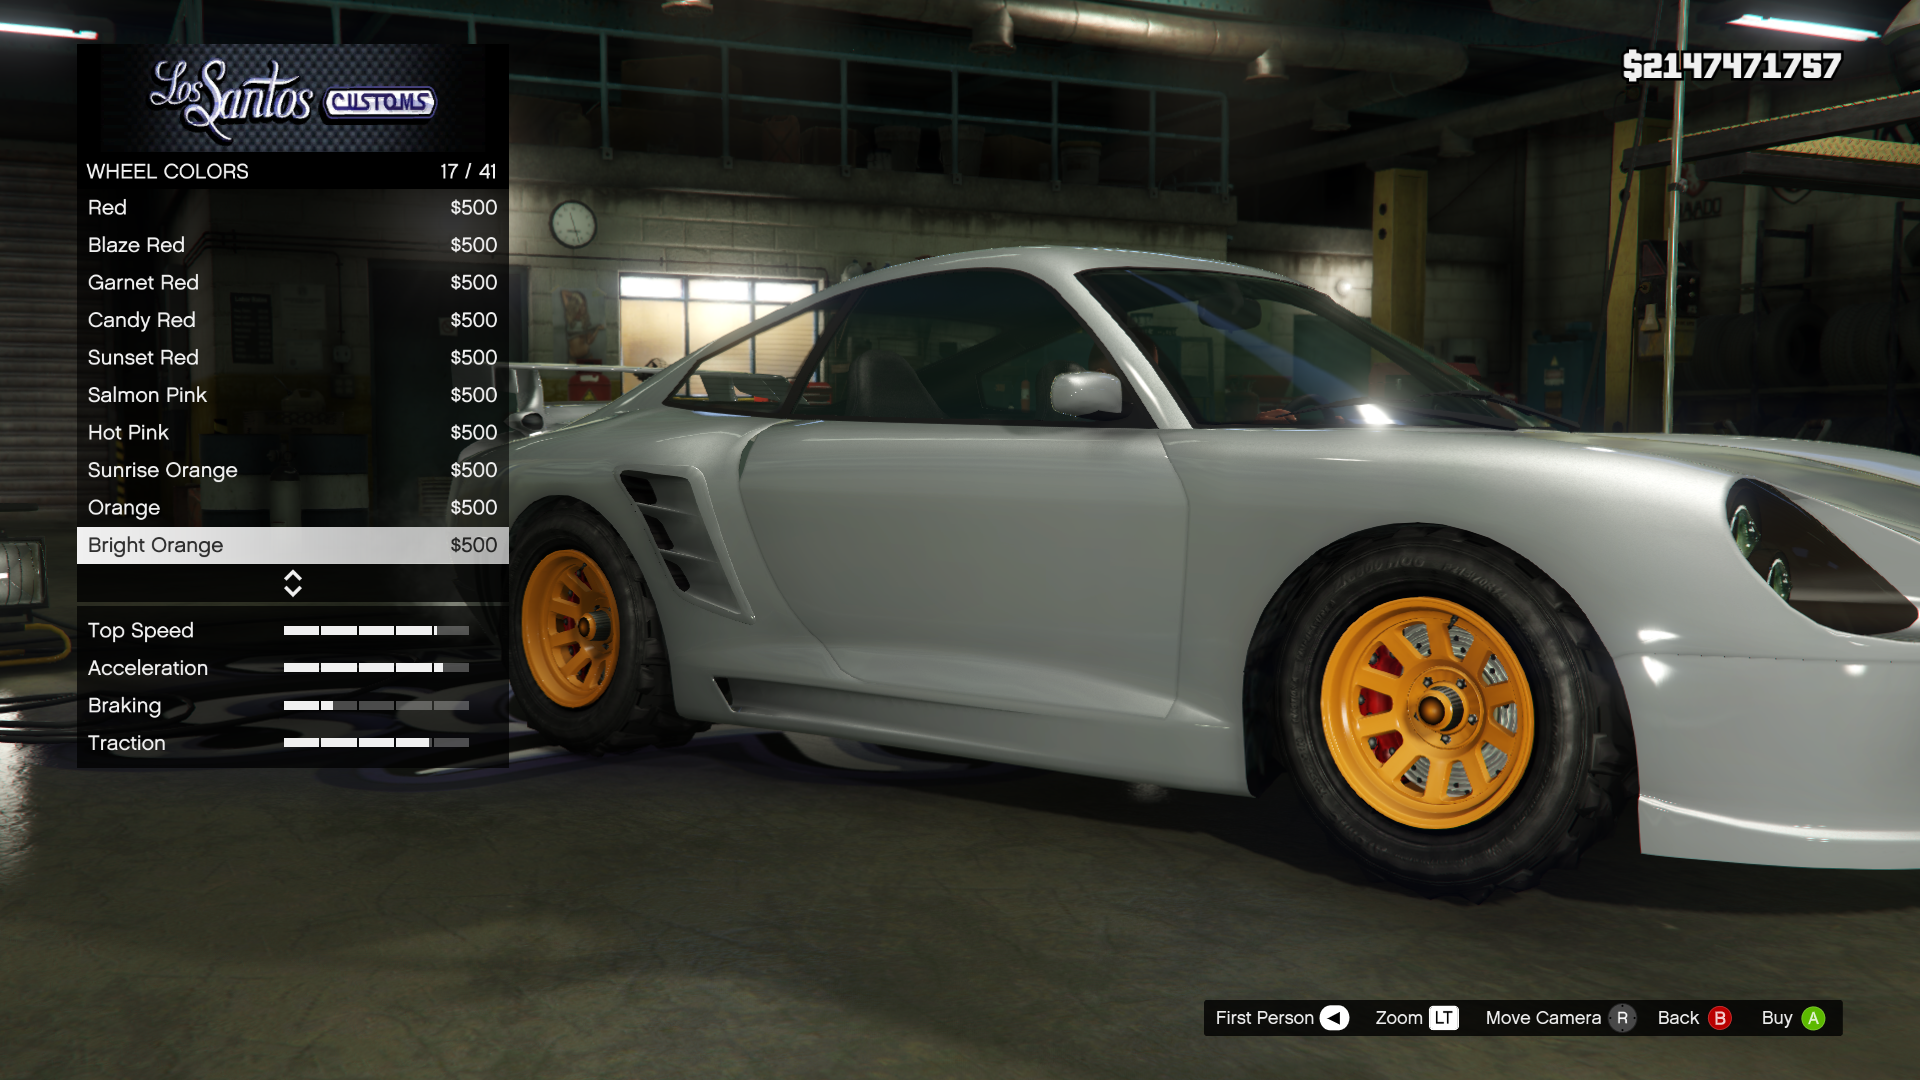 Los Santos CUSTOMS
$2147471757
WHEEL COLORS 17 / 41
Red $500
Blaze Red $500
Garnet Red $500
Candy Red $500
Sunset Red $500
Salmon Pink $500
Hot Pink $500
Sunrise Orange $500
Orange $500
Bright Orange $500
Top Speed
Acceleration
Braking
Traction
First Person Zoom LT Move Camera R Back B Buy A